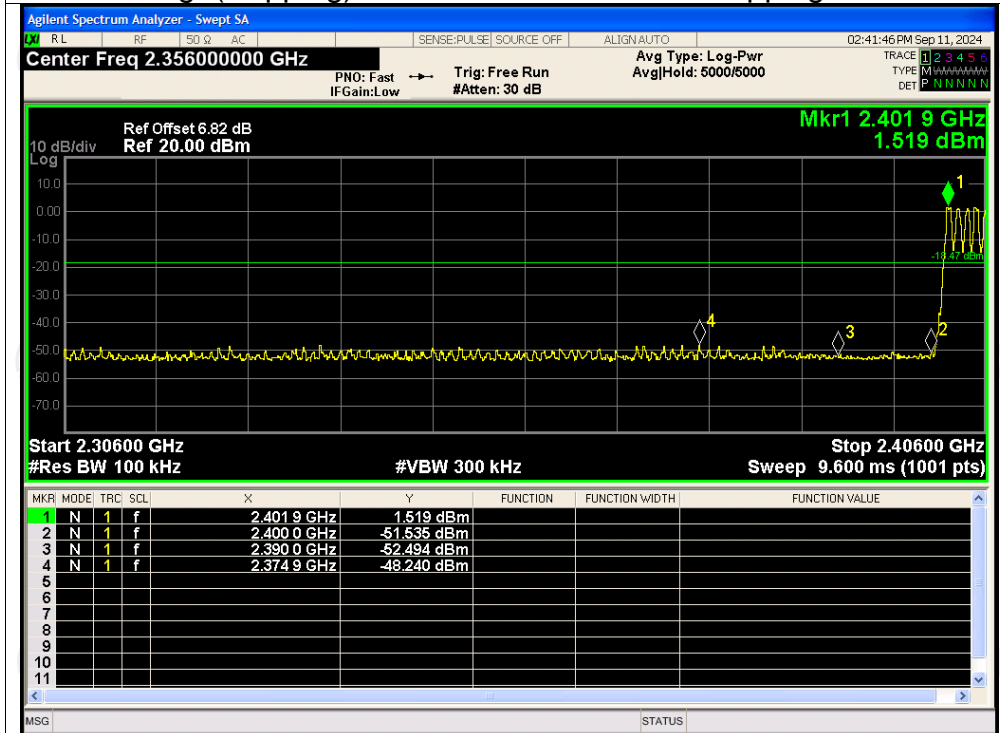 Agilent Spectrum Analyzer - Swept SA
LXI RL RF 50 Ω AC SENSE:PULSE SOURCE OFF ALIGN AUTO 02:41:46 PM Sep 11, 2024
Center Freq 2.356000000 GHz
PNO: Fast
IFGain:Low
Trig: Free Run
#Atten: 30 dB
Avg Type: Log-Pwr
Avg|Hold: 5000/5000
TRACE 1 2 3 4 5 6
TYPE M
DET P N N N N N
Ref Offset 6.82 dB
10 dB/div Ref 20.00 dBm
Log
Mkr1 2.401 9 GHz
1.519 dBm
10.0
0.00
-10.0
-20.0
-30.0
-40.0
-50.0
-60.0
-70.0
1
-18.47 dBm
4
3
2
Start 2.30600 GHz Stop 2.40600 GHz
#Res BW 100 kHz #VBW 300 kHz Sweep 9.600 ms (1001 pts)
MKR MODE TRC SCL X Y FUNCTION FUNCTION WIDTH FUNCTION VALUE
1 N 1 f 2.401 9 GHz 1.519 dBm
2 N 1 f 2.400 0 GHz -51.535 dBm
3 N 1 f 2.390 0 GHz -52.494 dBm
4 N 1 f 2.374 9 GHz -48.240 dBm
5
6
7
8
9
10
11
MSG STATUS